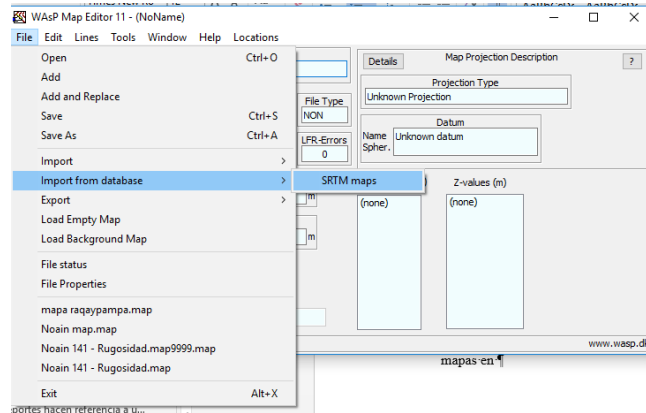 WAsP Map Editor 11 - (NoName)
File Edit Lines Tools Window Help Locations
Open Ctrl+O
Add
Add and Replace
Save Ctrl+S
Save As Ctrl+A
Import
Import from database
SRTM maps
Export
Load Empty Map
Load Background Map
File status
File Properties
mapa raqaypampa.map
Noain map.map
Noain 141 - Rugosidad.map9999.map
Noain 141 - Rugosidad.map
Exit Alt+X
Details Map Projection Description ?
Projection Type
Unknown Projection
File Type
NON
LFR-Errors
0
Datum
Name Unknown datum
Spher.
Z-values (m)
m (none) (none)
m
www.wasp.dk
mapas en ¶
portes hacen referencia a u...